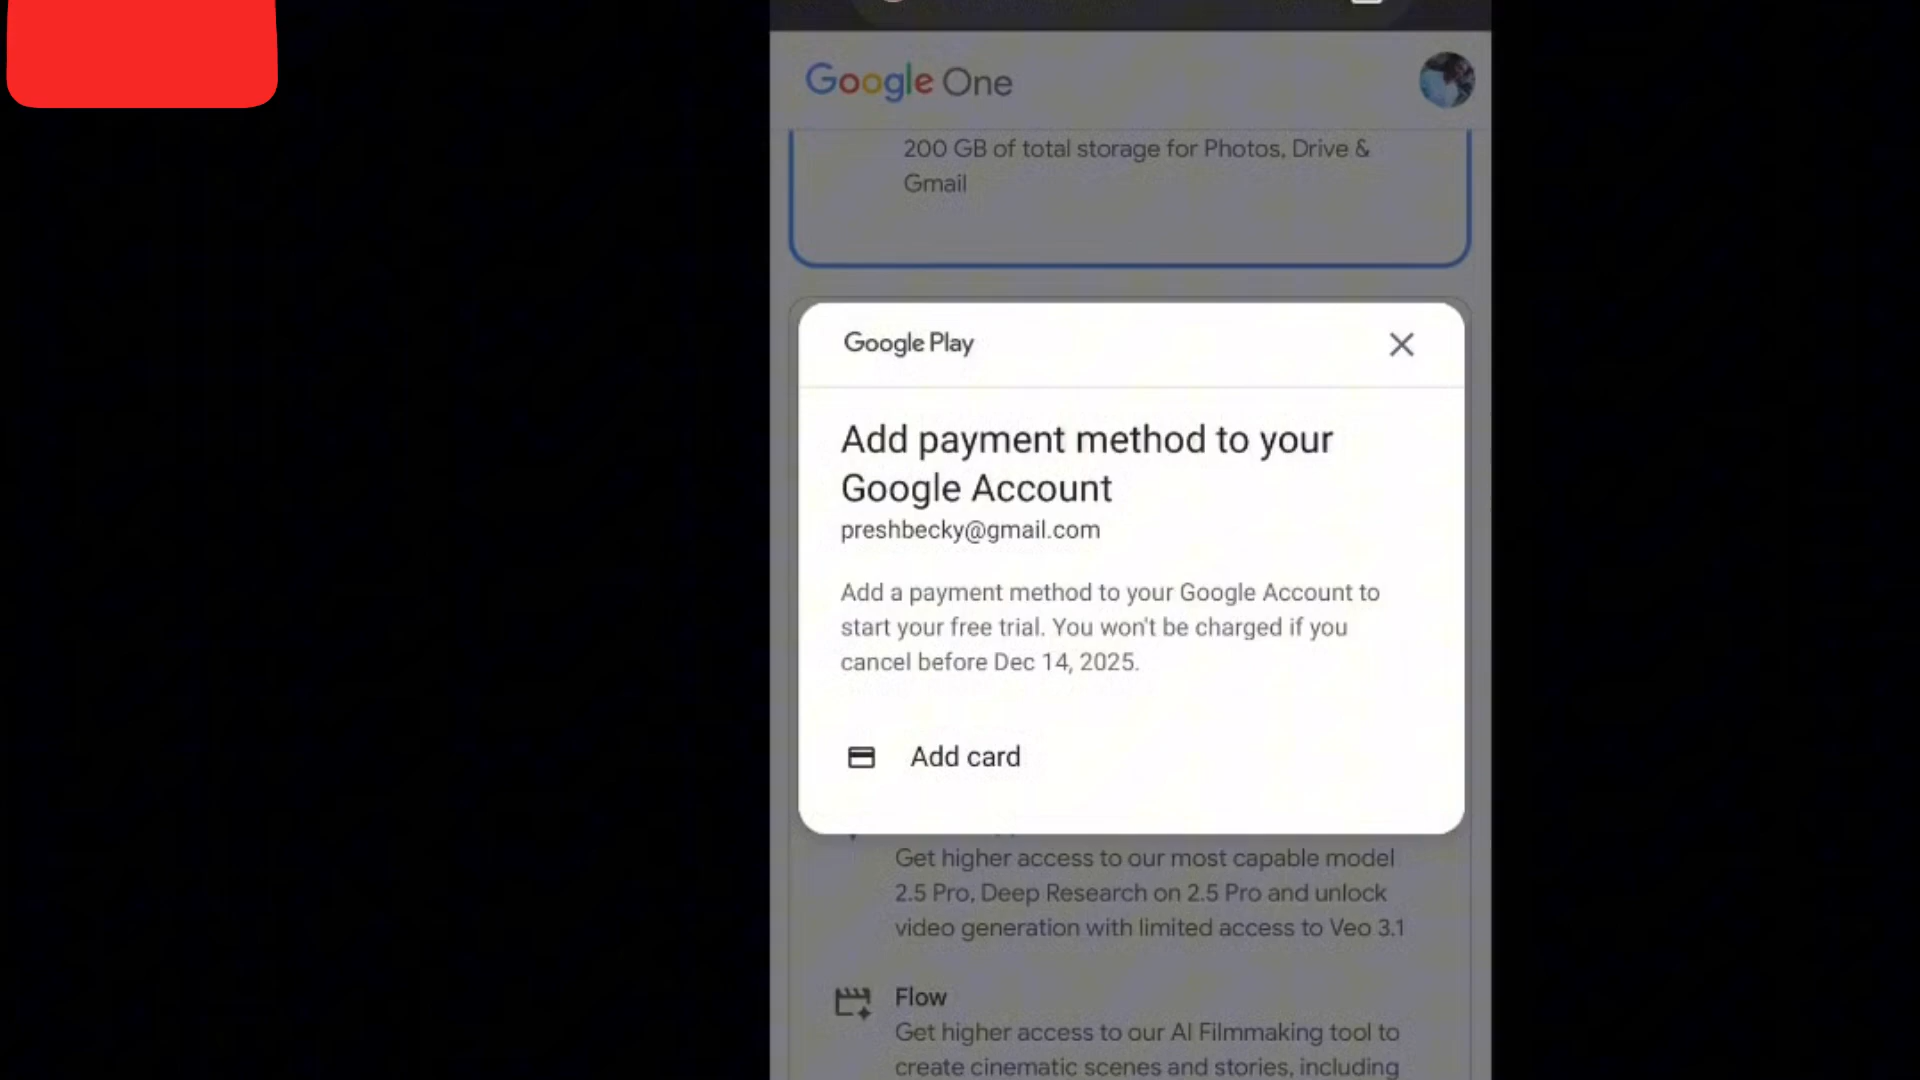 Google One
200 GB of total storage for Photos, Drive &
Gmail
Google Play
Add payment method to your
Google Account
preshbecky@gmail.com
Add a payment method to your Google Account to
start your free trial. You won't be charged if you
cancel before Dec 14, 2025.
Add card
Get higher access to our most capable model
2.5 Pro, Deep Research on 2.5 Pro and unlock
video generation with limited access to Veo 3.1
Flow
Get higher access to our AI Filmmaking tool to
create cinematic scenes and stories, including